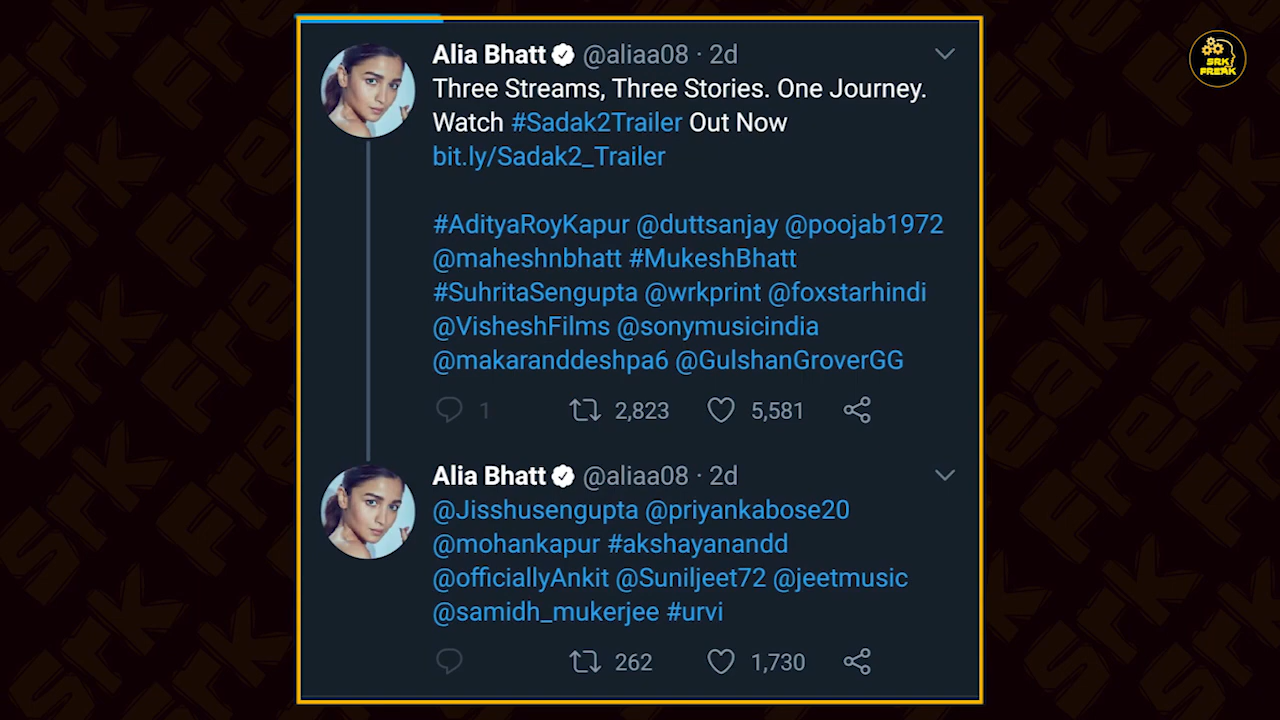 Alia Bhatt @aliaa08 · 2d
Three Streams, Three Stories. One Journey.
Watch #Sadak2Trailer Out Now
bit.ly/Sadak2_Trailer
#AdityaRoyKapur @duttsanjay @poojab1972
@maheshnbhatt #MukeshBhatt
#SuhritaSengupta @wrkprint @foxstarhindi
@VisheshFilms @sonymusicindia
@makaranddeshpa6 @GulshanGroverGG
1 2,823 5,581
Alia Bhatt @aliaa08 · 2d
@Jisshusengupta @priyankabose20
@mohankapur #akshayanandd
@officiallyAnkit @Suniljeet72 @jeetmusic
@samidh_mukerjee #urvi
262 1,730
SRK
FREAK